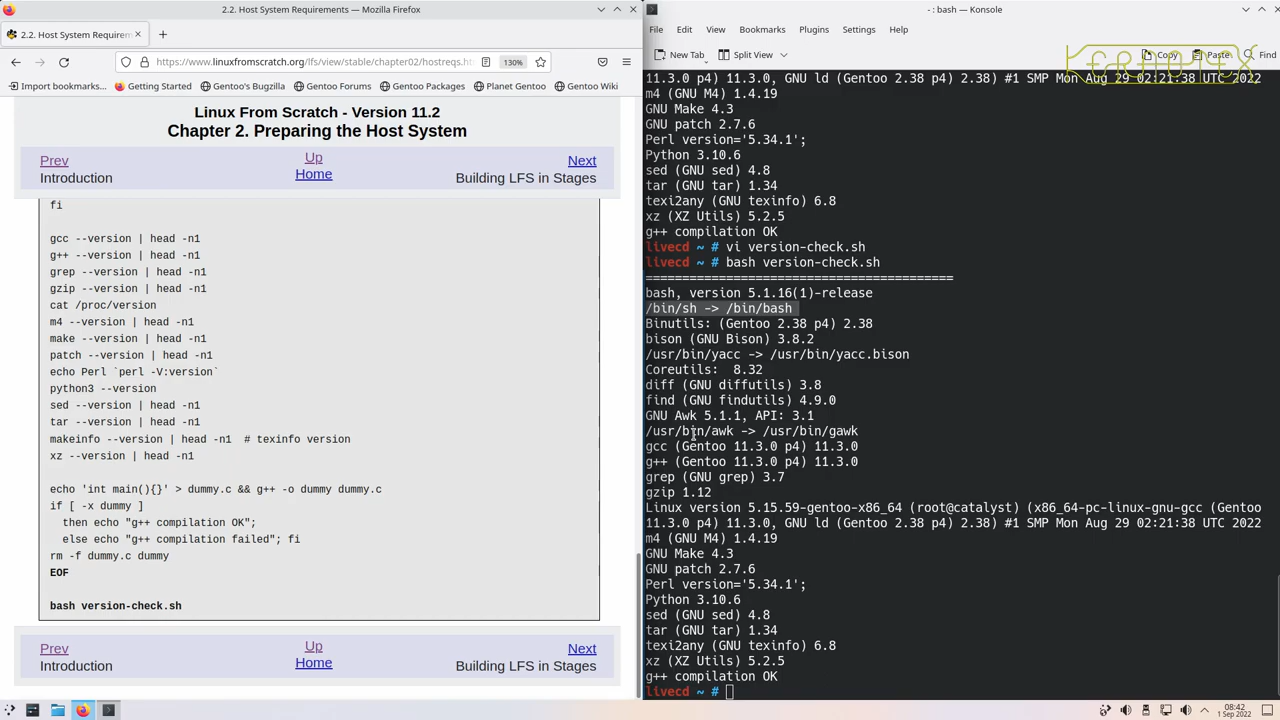 2.2. Host System Requirements — Mozilla Firefox
2.2. Host System Requirem
https://www.linuxfromscratch.org/lfs/view/stable/chapter02/hostreqs.
130%
Import bookmarks...
Getting Started
Gentoo's Bugzilla
Gentoo Forums
Gentoo Packages
Planet Gentoo
Gentoo Wiki
Linux From Scratch - Version 11.2
Chapter 2. Preparing the Host System
Prev
Up
Next
Introduction
Home
Building LFS in Stages
fi
gcc --version | head -n1
g++ --version | head -n1
grep --version | head -n1
gzip --version | head -n1
cat /proc/version
m4 --version | head -n1
make --version | head -n1
patch --version | head -n1
echo Perl `perl -V:version`
python3 --version
sed --version | head -n1
tar --version | head -n1
makeinfo --version | head -n1  # texinfo version
xz --version | head -n1
echo 'int main(){}' > dummy.c && g++ -o dummy dummy.c
if [ -x dummy ]
then echo "g++ compilation OK";
else echo "g++ compilation failed"; fi
rm -f dummy.c dummy
EOF
bash version-check.sh
Prev
Up
Next
Introduction
Home
Building LFS in Stages
- : bash — Konsole
File Edit View Bookmarks Plugins Settings Help
New Tab
Split View
Copy
Paste
Find
KERNOTEX
11.3.0 p4) 11.3.0, GNU ld (Gentoo 2.38 p4) 2.38) #1 SMP Mon Aug 29 02:21:38 UTC 2022
m4 (GNU M4) 1.4.19
GNU Make 4.3
GNU patch 2.7.6
Perl version='5.34.1';
Python 3.10.6
sed (GNU sed) 4.8
tar (GNU tar) 1.34
texi2any (GNU texinfo) 6.8
xz (XZ Utils) 5.2.5
g++ compilation OK
livecd ~ # vi version-check.sh
livecd ~ # bash version-check.sh
==========================================
bash, version 5.1.16(1)-release
/bin/sh -> /bin/bash
Binutils: (Gentoo 2.38 p4) 2.38
bison (GNU Bison) 3.8.2
/usr/bin/yacc -> /usr/bin/yacc.bison
Coreutils:  8.32
diff (GNU diffutils) 3.8
find (GNU findutils) 4.9.0
GNU Awk 5.1.1, API: 3.1
/usr/bin/awk -> /usr/bin/gawk
gcc (Gentoo 11.3.0 p4) 11.3.0
g++ (Gentoo 11.3.0 p4) 11.3.0
grep (GNU grep) 3.7
gzip 1.12
Linux version 5.15.59-gentoo-x86_64 (root@catalyst) (x86_64-pc-linux-gnu-gcc (Gentoo
11.3.0 p4) 11.3.0, GNU ld (Gentoo 2.38 p4) 2.38) #1 SMP Mon Aug 29 02:21:38 UTC 2022
m4 (GNU M4) 1.4.19
GNU Make 4.3
GNU patch 2.7.6
Perl version='5.34.1';
Python 3.10.6
sed (GNU sed) 4.8
tar (GNU tar) 1.34
texi2any (GNU texinfo) 6.8
xz (XZ Utils) 5.2.5
g++ compilation OK
livecd ~ #
08:42
1 Sep 2022